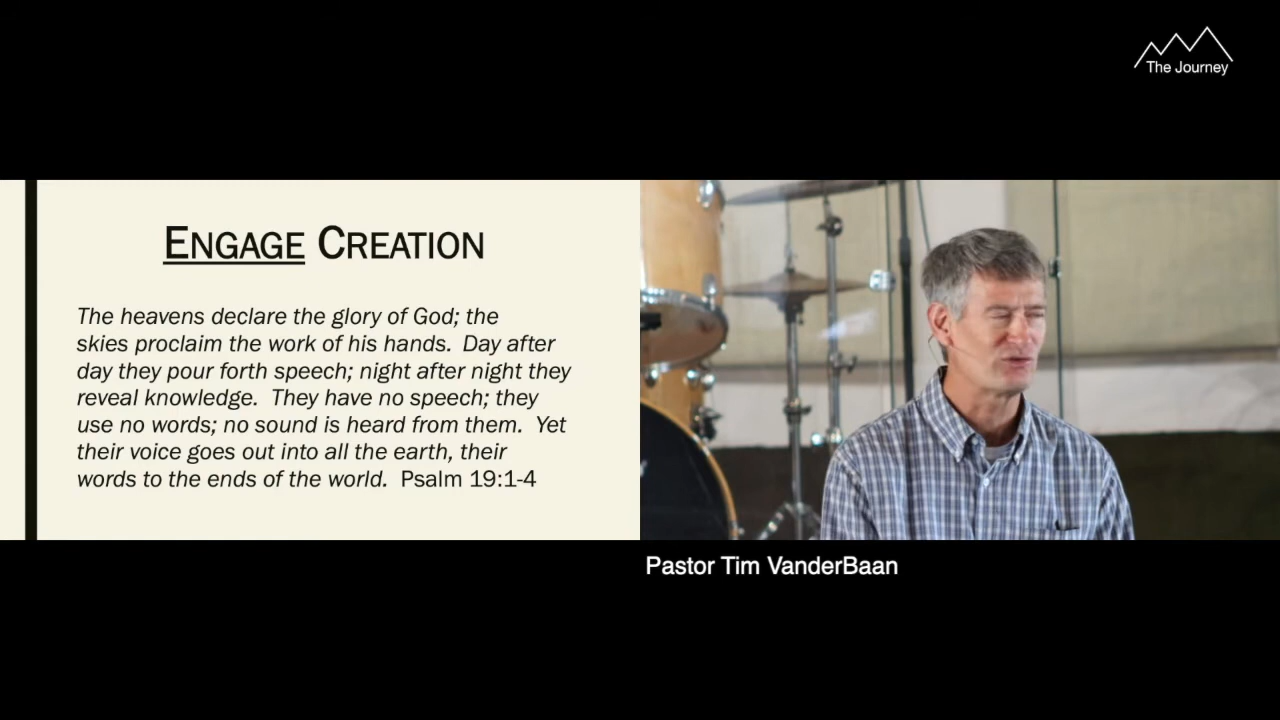 The Journey
ENGAGE CREATION
The heavens declare the glory of God; the
skies proclaim the work of his hands.  Day after
day they pour forth speech; night after night they
reveal knowledge.  They have no speech; they
use no words; no sound is heard from them.  Yet
their voice goes out into all the earth, their
words to the ends of the world.  Psalm 19:1-4
Pastor Tim VanderBaan